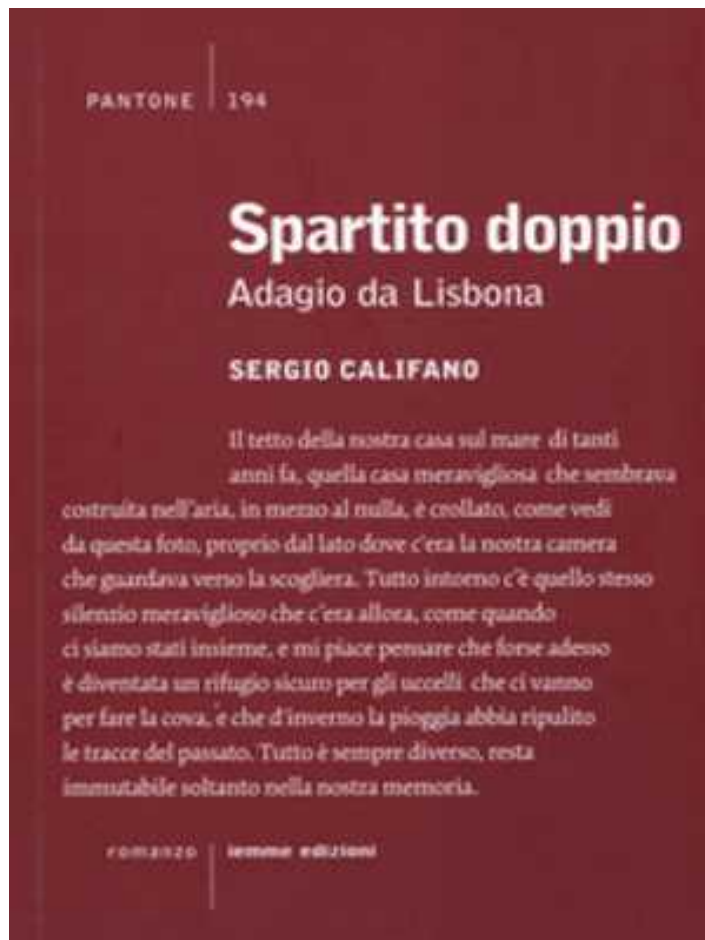 PANTONE 194
Spartito doppio
Adagio da Lisbona
SERGIO CALIFANO
Il tetto della nostra casa sul mare di tanti
anni fa, quella casa meravigliosa che sembrava
costruita nell'aria, in mezzo al nulla, è crollato, come vedi
da questa foto, proprio dal lato dove c'era la nostra camera
che guardava verso la scogliera. Tutto intorno c'è quello stesso
silenzio meraviglioso che c'era allora, come quando
ci siamo stati insieme, e mi piace pensare che forse adesso
è diventata un rifugio sicuro per gli uccelli che ci vanno
per fare la cova, e che d'inverno la pioggia abbia ripulito
le tracce del passato. Tutto è sempre diverso, resta
immutabile soltanto nella nostra memoria.
romanzo iemme edizioni